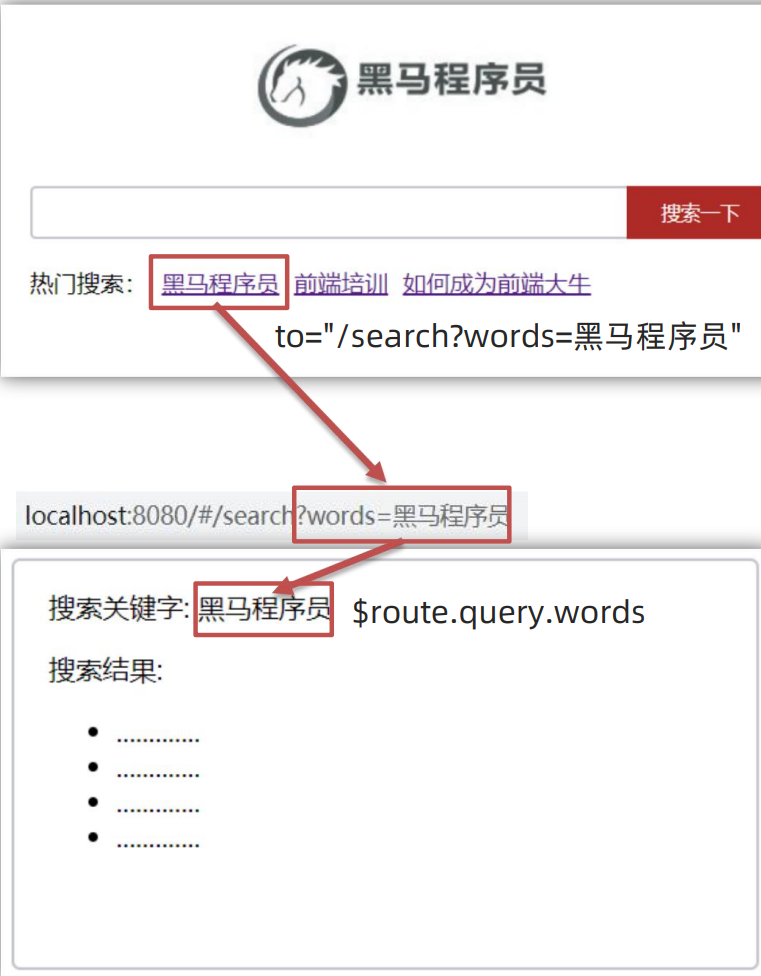 黑马程序员
搜索一下
热门搜索： 黑马程序员 前端培训 如何成为前端大牛
to="/search?words=黑马程序员"
localhost:8080/#/search?words=黑马程序员
搜索关键字: 黑马程序员 $route.query.words
搜索结果:
• .............
• .............
• .............
• .............